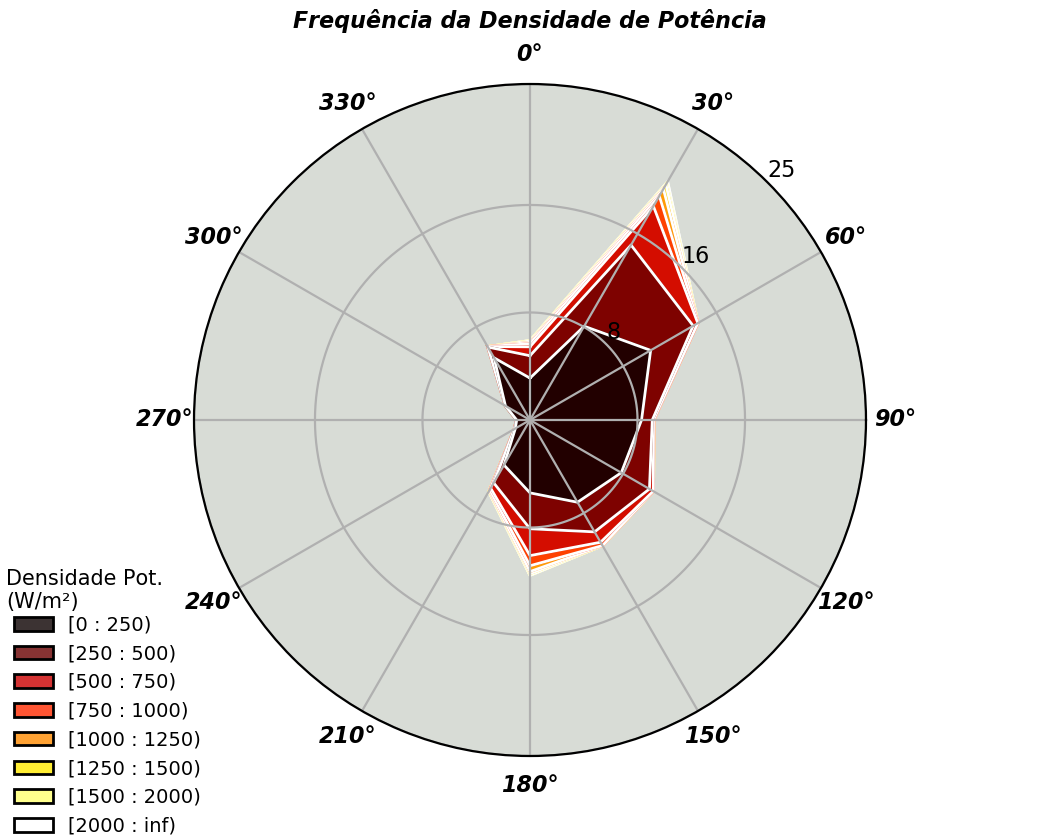 Frequência da Densidade de Potência
0°
330°
30°
25
300°
60°
16
8
270°
90°
240°
120°
210°
150°
180°
Densidade Pot.
(W/m²)
[0 : 250)
[250 : 500)
[500 : 750)
[750 : 1000)
[1000 : 1250)
[1250 : 1500)
[1500 : 2000)
[2000 : inf)